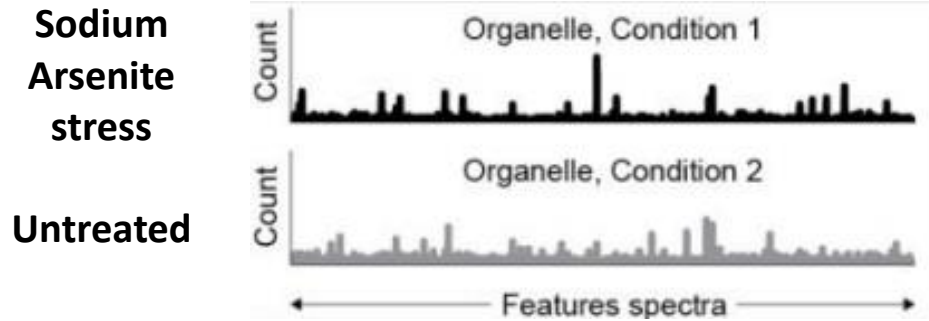 Sodium
Arsenite
stress
Count
Organelle, Condition 1
Untreated
Count
Organelle, Condition 2
Features spectra